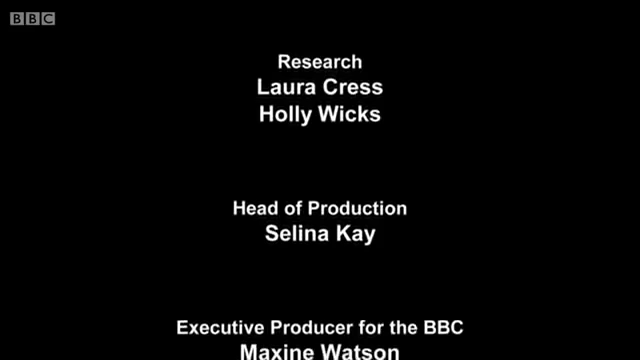 BBC
Research
Laura Cress
Holly Wicks
Head of Production
Selina Kay
Executive Producer for the BBC
Maxine Watson